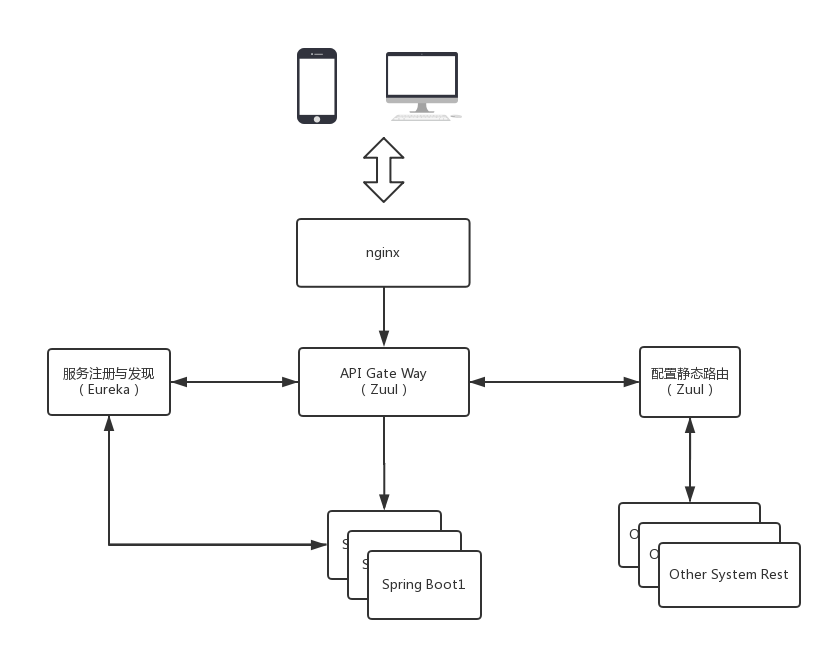 nginx
服务注册与发现
（Eureka）
API Gate Way
（Zuul）
配置静态路由
（Zuul）
S
S
Spring Boot1
O
O
Other System Rest